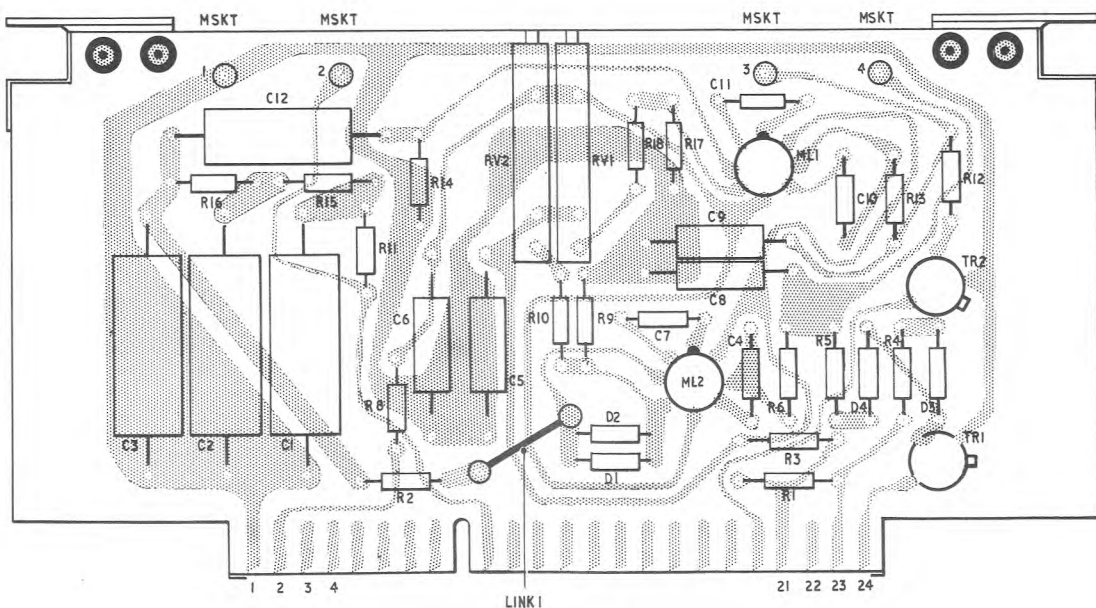 MSKT MSKT MSKT MSKT
1 2 3 4
C11
C12
R18 R17
RV2 RV1 ML1
R14 R12
R16 R15 C10 R13
C9
R11
TR2
C8
C6 R10 R9 C4 R5 R4
C7
C5 ML2
R8 R6 D4 D3
D2
C3 C2 C1 TR1
R3
D1
R2 R1
1 2 3 4 21 22 23 24
LINK1